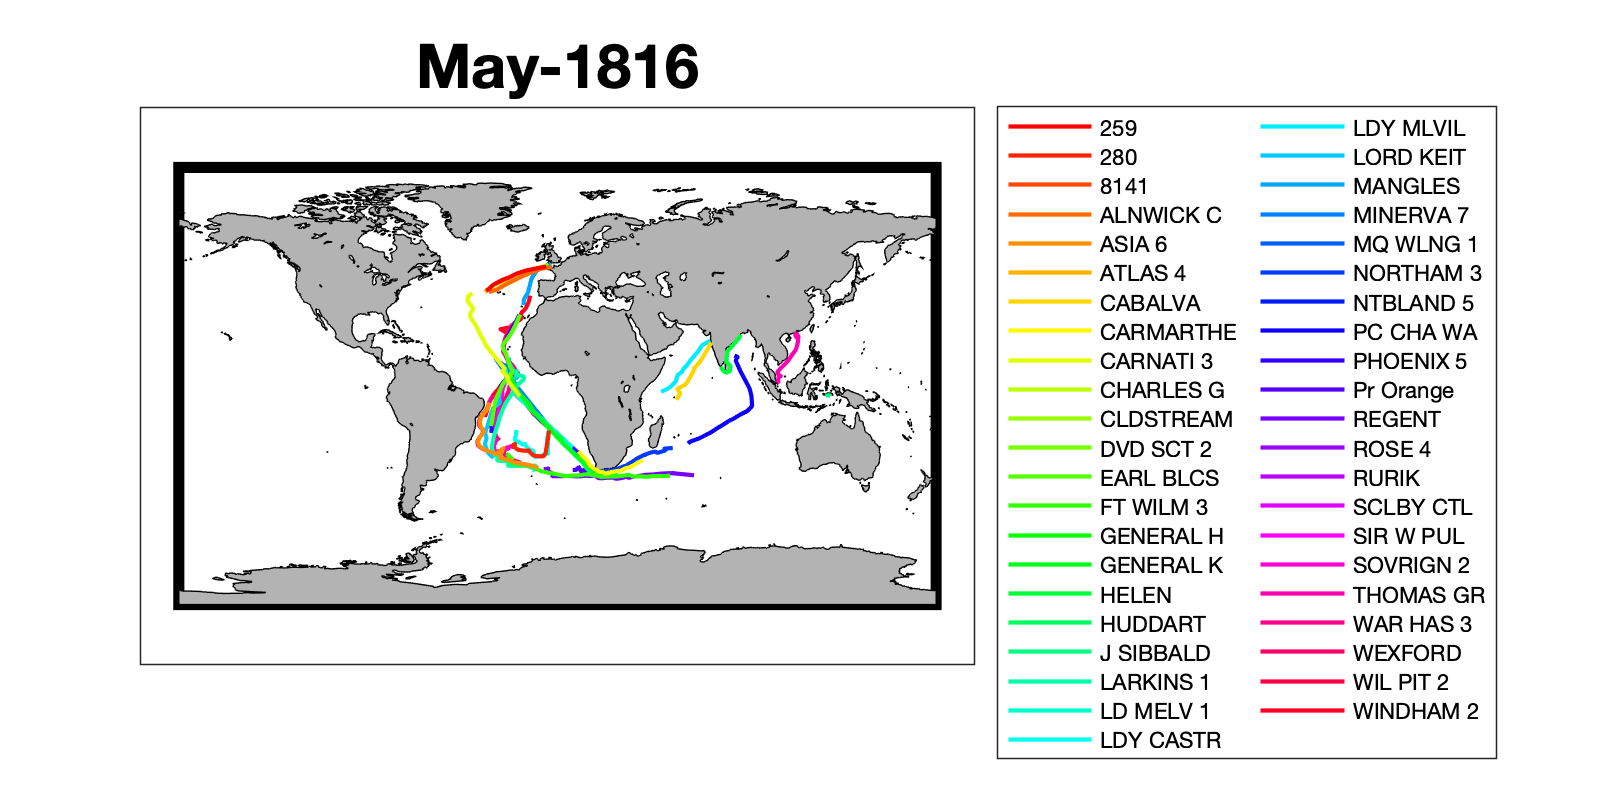 May-1816
259
280
8141
ALNWICK C
ASIA 6
ATLAS 4
CABALVA
CARMARTHE
CARNATI 3
CHARLES G
CLDSTREAM
DVD SCT 2
EARL BLCS
FT WILM 3
GENERAL H
GENERAL K
HELEN
HUDDART
J SIBBALD
LARKINS 1
LD MELV 1
LDY CASTR
LDY MLVIL
LORD KEIT
MANGLES
MINERVA 7
MQ WLNG 1
NORTHAM 3
NTBLAND 5
PC CHA WA
PHOENIX 5
Pr Orange
REGENT
ROSE 4
RURIK
SCLBY CTL
SIR W PUL
SOVRIGN 2
THOMAS GR
WAR HAS 3
WEXFORD
WIL PIT 2
WINDHAM 2